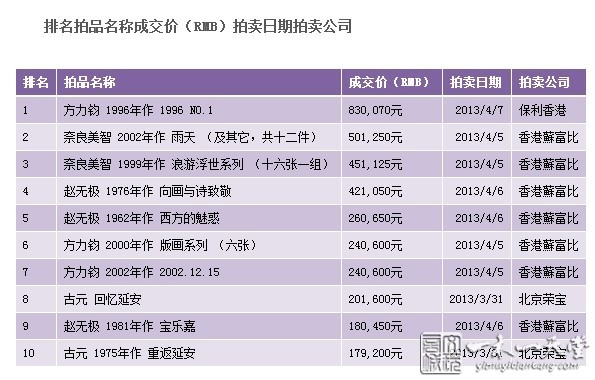 排名拍品名称成交价（RMB）拍卖日期拍卖公司
排名 拍品名称 成交价（RMB） 拍卖日期 拍卖公司
1 方力钧 1996年作 1996 NO.1 830,070元 2013/4/7 保利香港
2 奈良美智 2002年作 雨天 （及其它，共十二件） 501,250元 2013/4/5 香港蘇富比
3 奈良美智 1999年作 浪游浮世系列 （十六张一组） 451,125元 2013/4/5 香港蘇富比
4 赵无极 1976年作 向画与诗致敬 421,050元 2013/4/6 香港蘇富比
5 赵无极 1962年作 西方的魅惑 260,650元 2013/4/6 香港蘇富比
6 方力钧 2000年作 版画系列 （六张） 240,600元 2013/4/5 香港蘇富比
7 方力钧 2002年作 2002.12.15 240,600元 2013/4/5 香港蘇富比
8 古元 回忆延安 201,600元 2013/3/31 北京荣宝
9 赵无极 1981年作 宝乐嘉 180,450元 2013/4/6 香港蘇富比
10 古元 1975年作 重返延安 179,200元 2013/3/31 北京荣宝